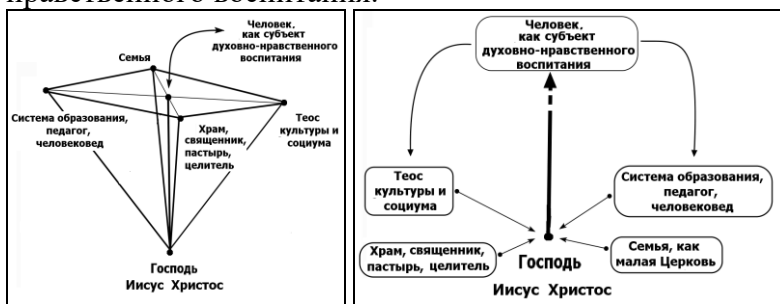 нравственного воспитания.
Человек,
как субъект
духовно-нравственного
воспитания
Семья
Система образования,
педагог,
человековед
Храм,
священник,
пастырь,
целитель
Теос
культуры и
социума
Господь
Иисус Христос
Человек,
как субъект
духовно-нравственного
воспитания
Теос
культуры и
социума
Система образования,
педагог,
человековед
Храм, священник,
пастырь, целитель
Семья, как
малая Церковь
Господь
Иисус Христос